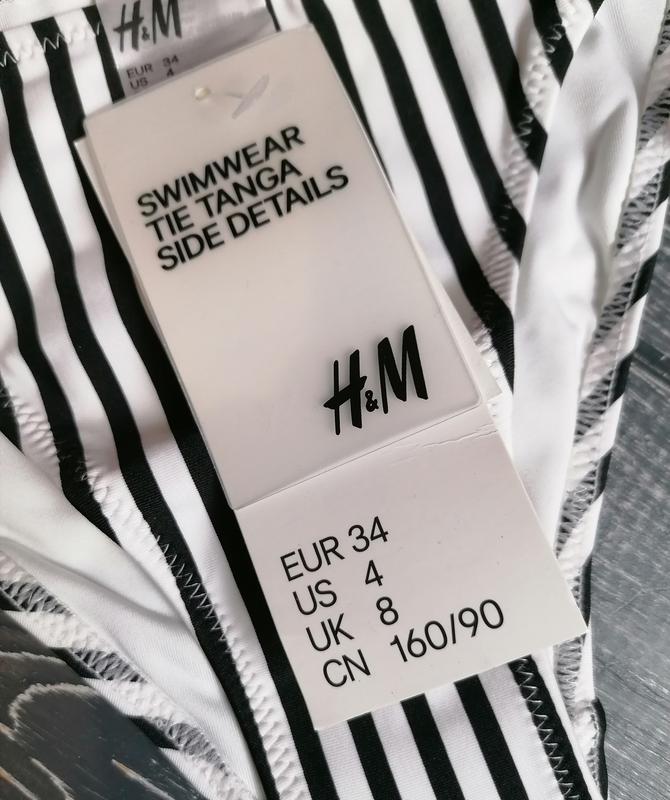 H&M
EUR 34
US 4
SWIMWEAR
TIE TANGA
SIDE DETAILS
H&M
EUR 34
US 4
UK 8
CN 160/90